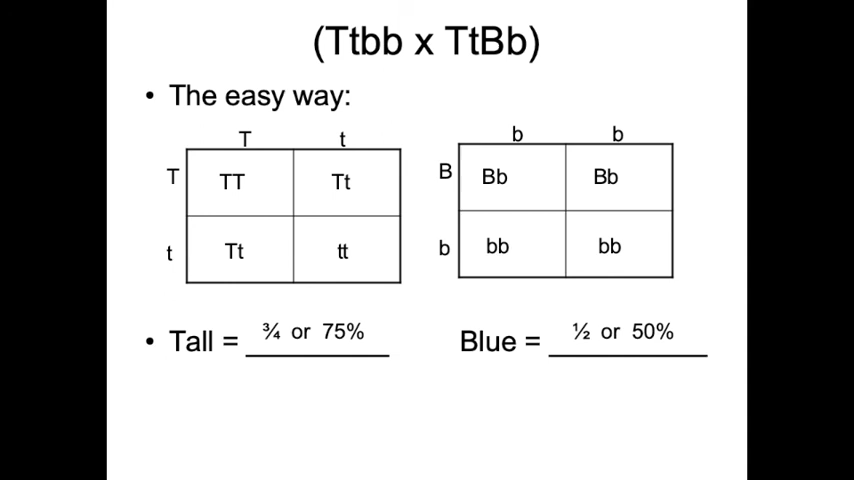 (Ttbb x TtBb)
• The easy way:
T t
T TT Tt
t Tt tt
b b
B Bb Bb
b bb bb
• Tall = ¾ or 75%
Blue = ½ or 50%